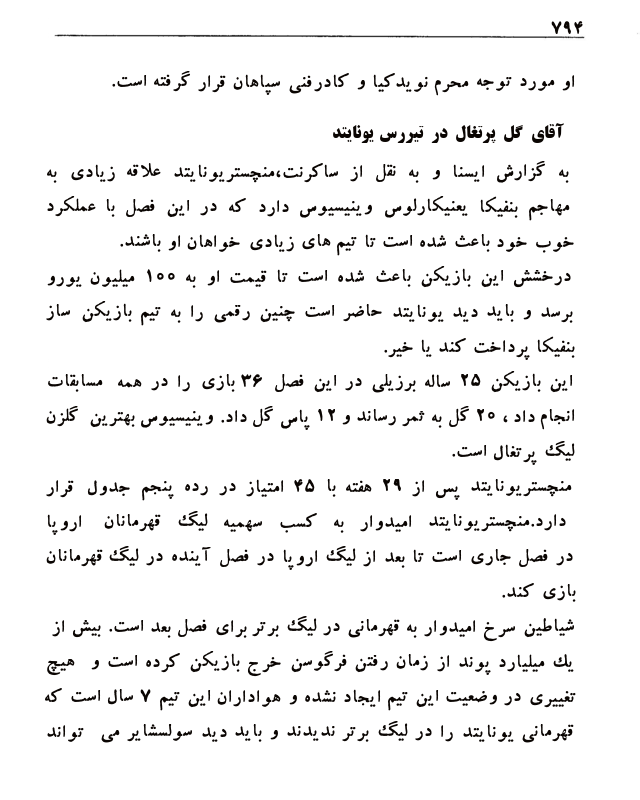 ۷۹۴
او مورد توجه محرم نویدکیا و کادرفنی سپاهان قرار گرفته است.
آقای گل پرتغال در تیررس یونایتد
به گزارش ایسنا و به نقل از ساکرنت،منچستریونایتد علاقه زیادی به
مهاجم بنفیکا یعنیکارلوس وینیسیوس دارد که در این فصل با عملکرد
خوب خود باعث شده است تا تیم های زیادی خواهان او باشند.
درخشش این بازیکن باعث شده است تا قیمت او به ۱۰۰ میلیون یورو
برسد و باید دید یونایتد حاضر است چنین رقمی را به تیم بازیکن ساز
بنفیکا پرداخت کند یا خیر.
این بازیکن ۲۵ ساله برزیلی در این فصل ۳۶ بازی را در همه مسابقات
انجام داد ، ۲۰ گل به ثمر رساند و ۱۲ پاس گل داد. وینیسیوس بهترین گلزن
لیگ پرتغال است.
منچستریونایتد پس از ۲۹ هفته با ۴۵ امتیاز در رده پنجم جدول قرار
دارد.منچستریونایتد امیدوار به کسب سهمیه لیگ قهرمانان اروپا
در فصل جاری است تا بعد از لیگ اروپا در فصل آینده در لیگ قهرمانان
بازی کند.
شیاطین سرخ امیدوار به قهرمانی در لیگ برتر برای فصل بعد است. بیش از
یك میلیارد پوند از زمان رفتن فرگوسن خرج بازیکن کرده است و هیچ
تغییری در وضعیت این تیم ایجاد نشده و هواداران این تیم ۷ سال است که
قهرمانی یونایتد را در لیگ برتر ندیدند و باید دید سولسشایر می تواند